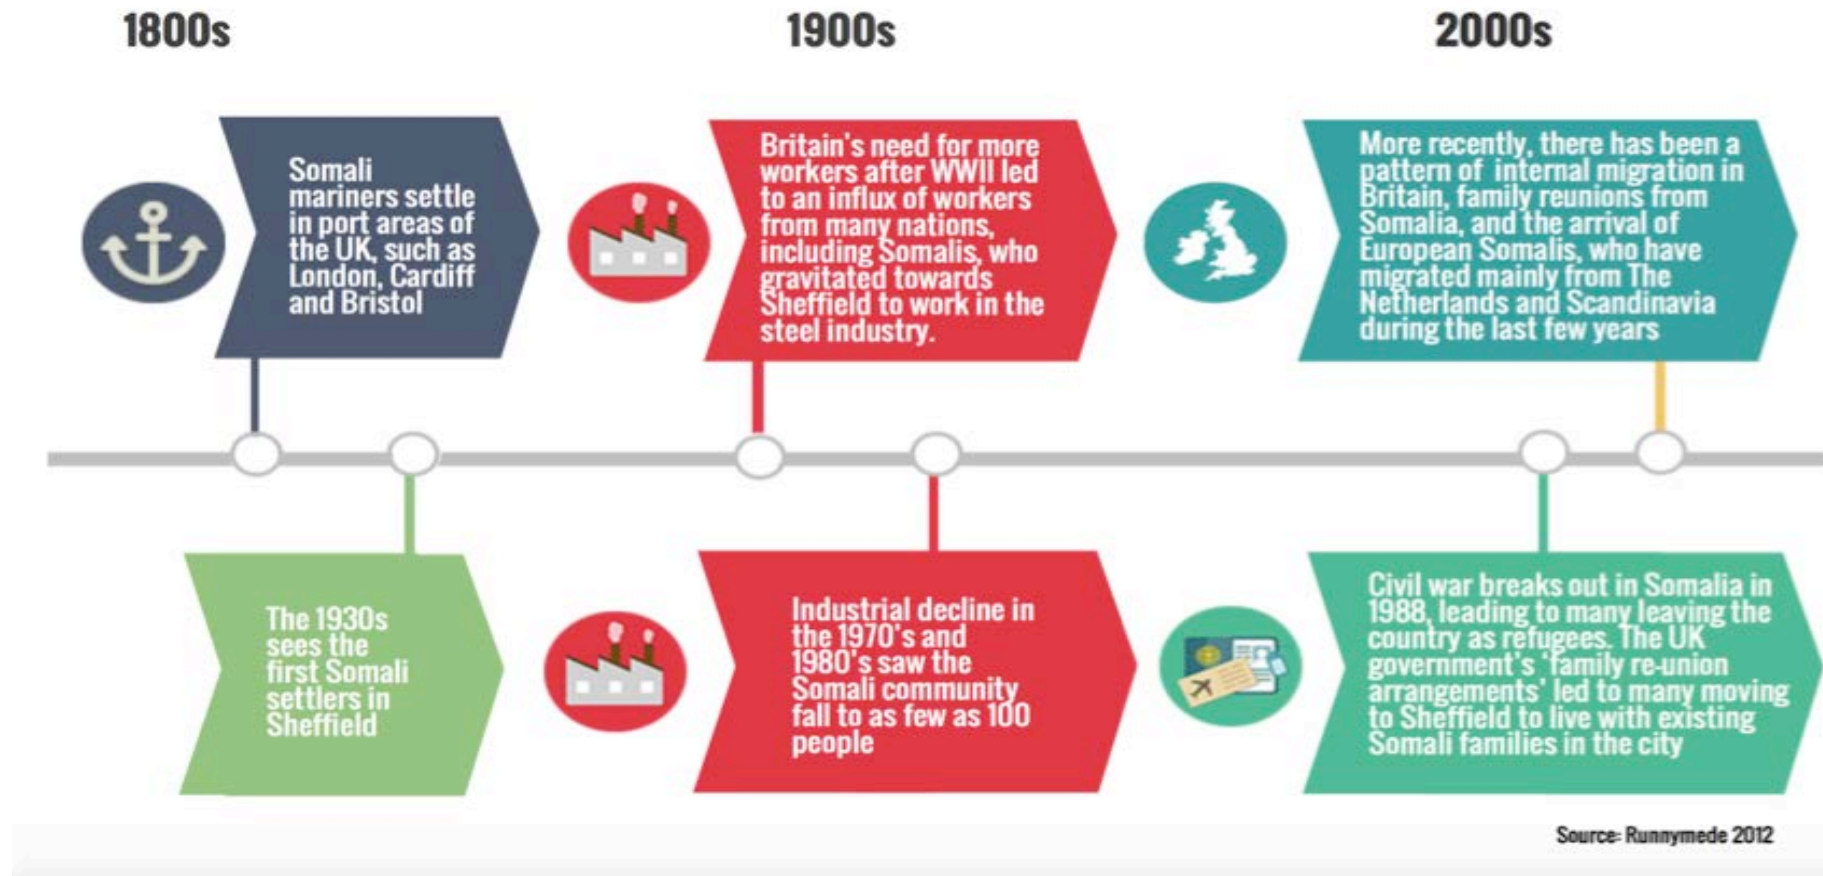 1800s
1900s
2000s
Somali
mariners settle
in port areas of
the UK, such as
London, Cardiff
and Bristol
Britain's need for more
workers after WWII led
to an influx of workers
from many nations,
including Somalis, who
gravitated towards
Sheffield to work in the
steel industry.
More recently, there has been a
pattern of internal migration in
Britain, family reunions from
Somalia, and the arrival of
European Somalis, who have
migrated mainly from The
Netherlands and Scandinavia
during the last few years
The 1930s
sees the
first Somali
settlers in
Sheffield
Industrial decline in
the 1970's and
1980's saw the
Somali community
fall to as few as 100
people
Civil war breaks out in Somalia in
1988, leading to many leaving the
country as refugees. The UK
government's 'family re-union
arrangements' led to many moving
to Sheffield to live with existing
Somali families in the city
Source: Runnymede 2012